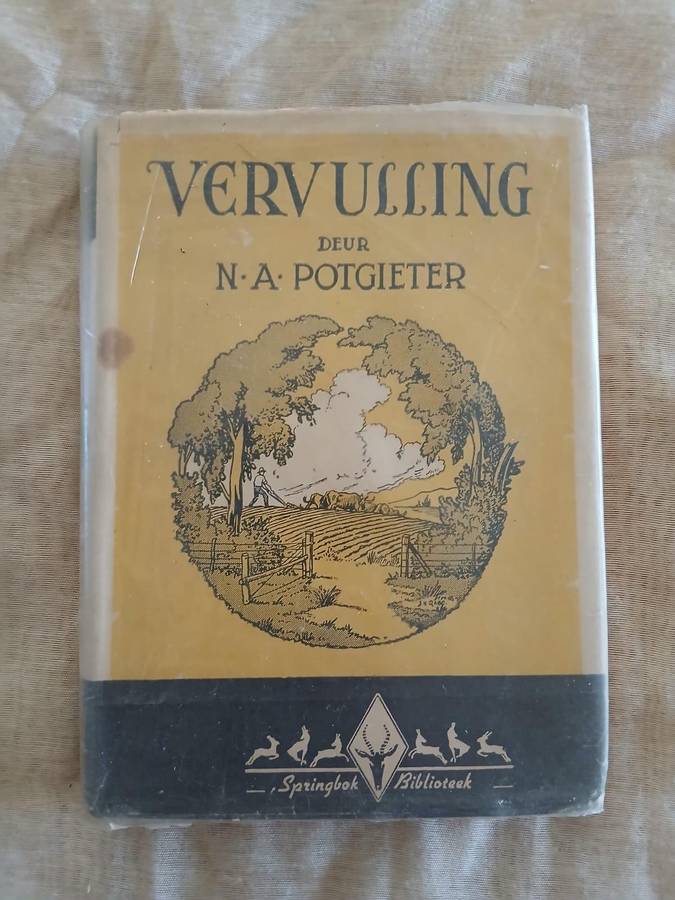 VERVULLING
DEUR
N·A·POTGIETER
Springbok Biblioteek